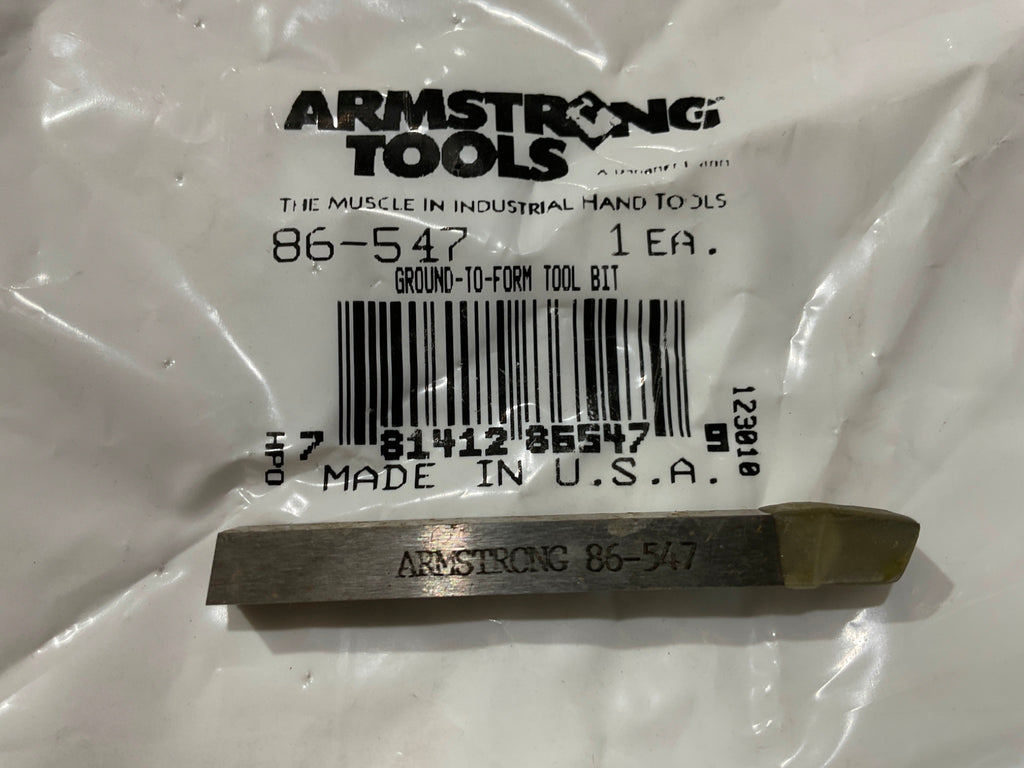 ARMSTRONG
TOOLS
THE MUSCLE IN INDUSTRIAL HAND TOOLS
86-547 1 EA.
GROUND-TO-FORM TOOL BIT
HPO
7 81412 86547 9
123010
MADE IN U.S.A.
ARMSTRONG 86-547